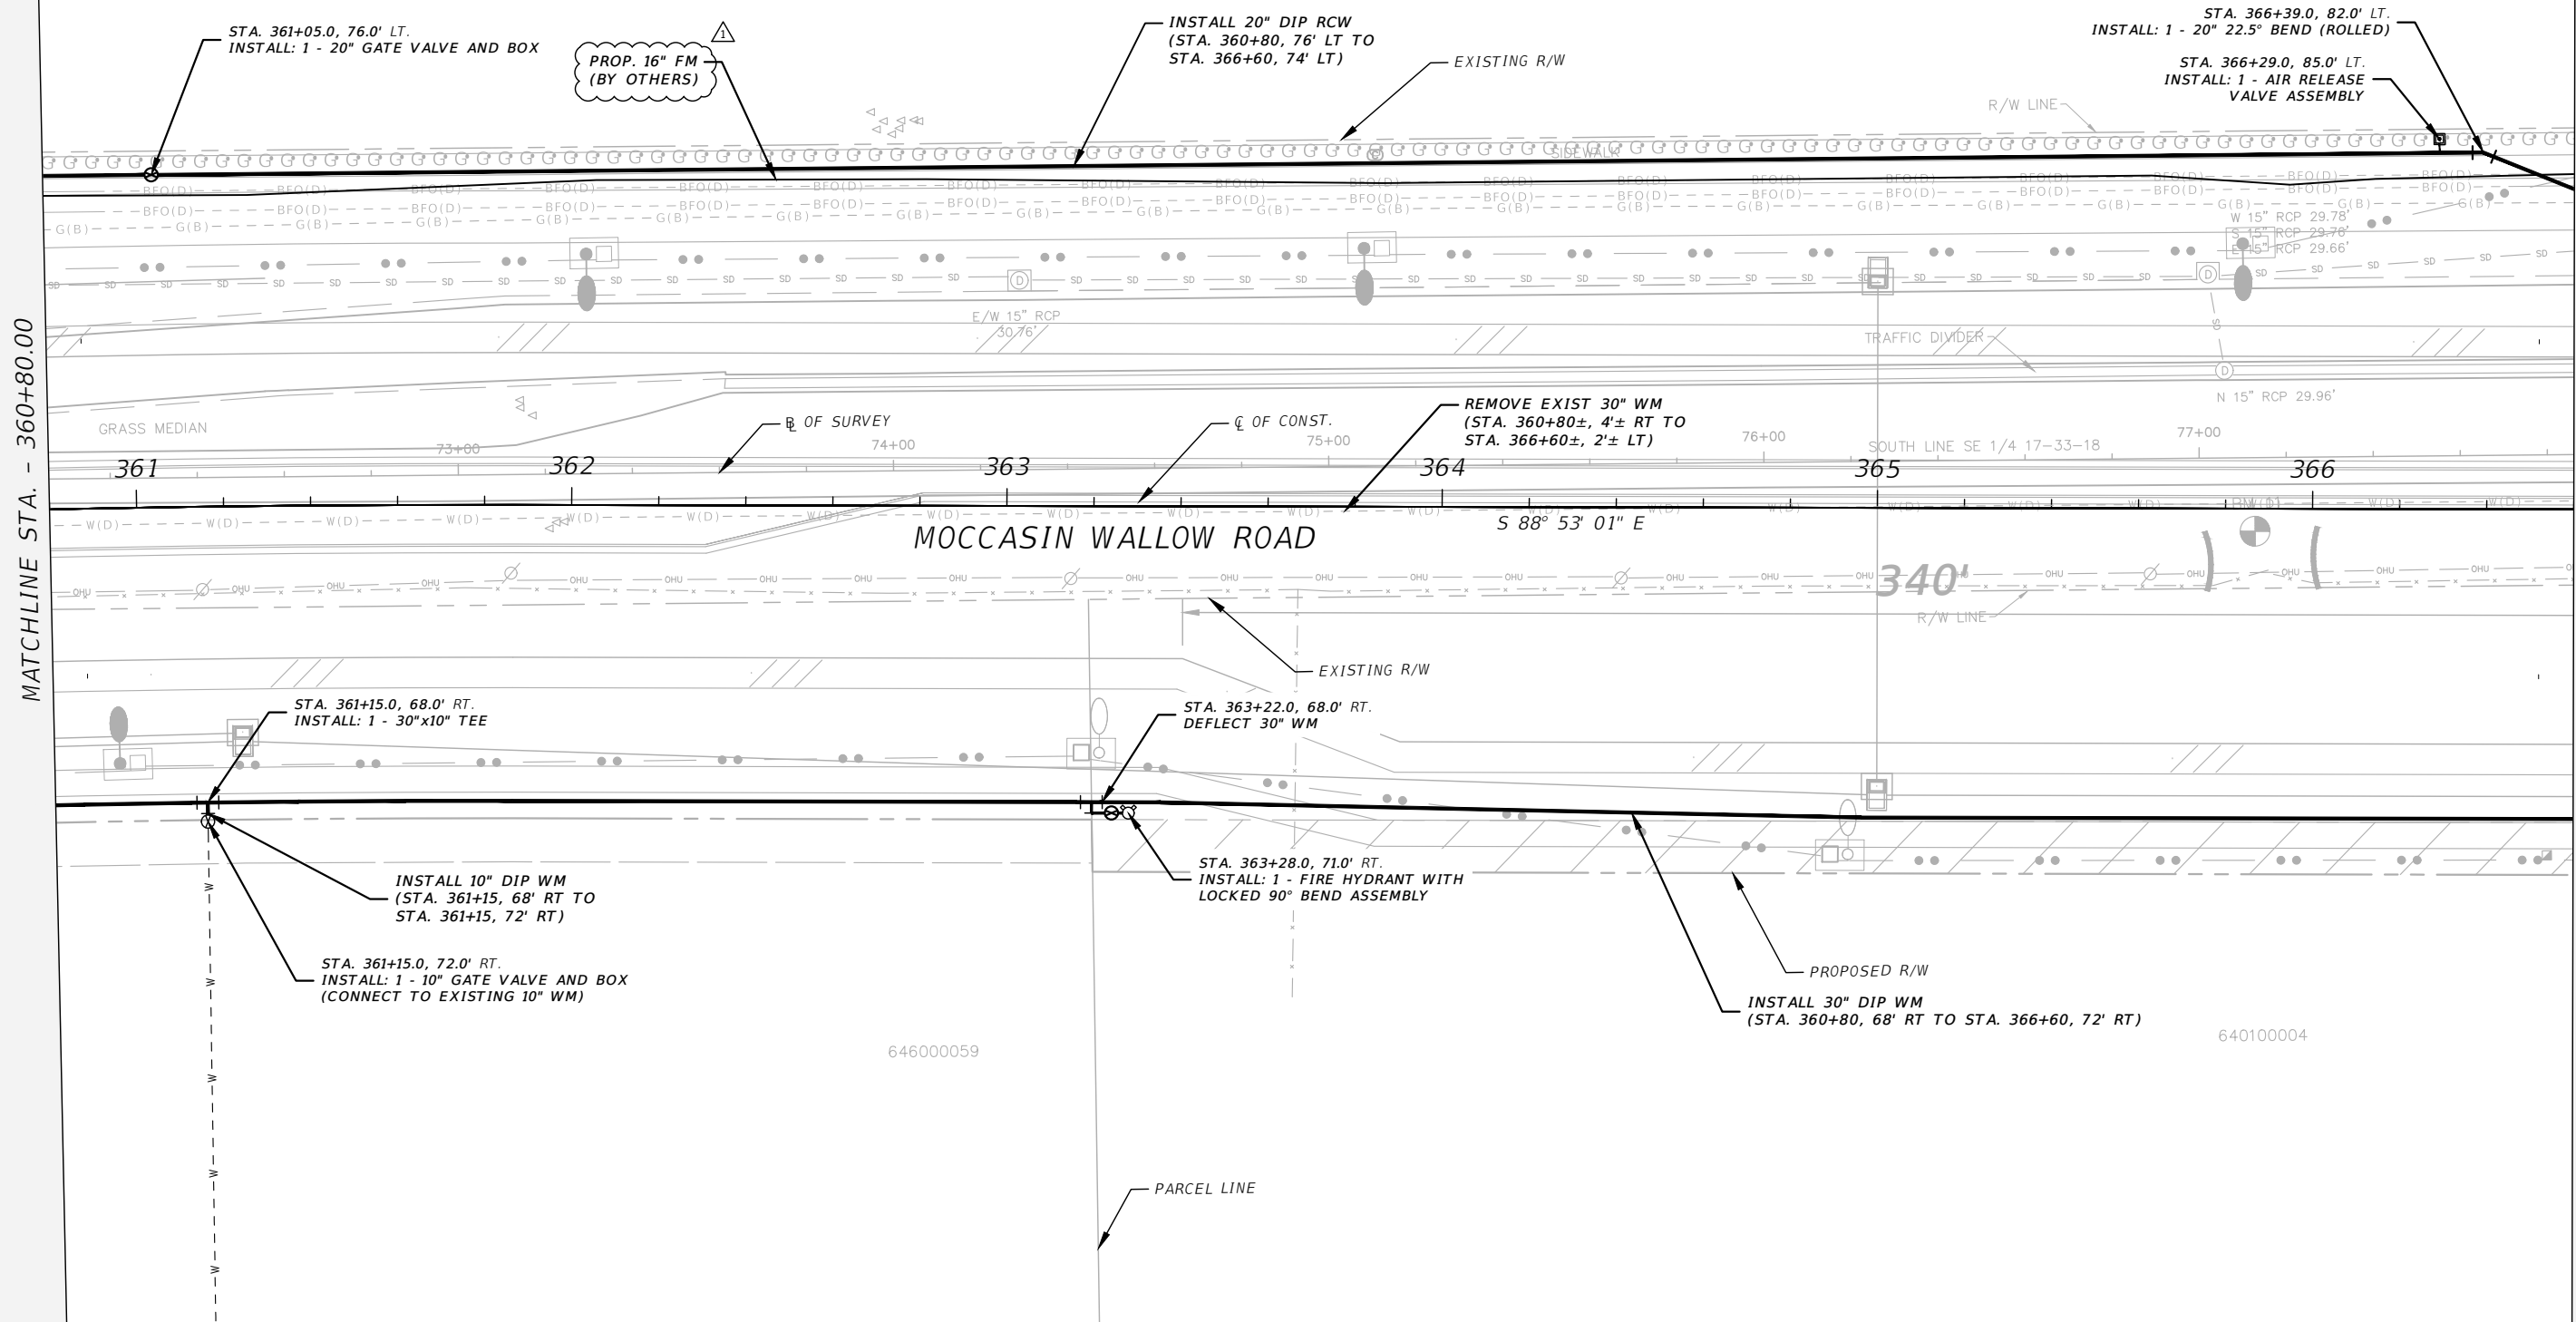 STA. 361+05.0, 76.0' LT.
INSTALL: 1 - 20" GATE VALVE AND BOX
1
PROP. 16" FM
(BY OTHERS)
INSTALL 20" DIP RCW
(STA. 360+80, 76' LT TO
STA. 366+60, 74' LT)
EXISTING R/W
STA. 366+39.0, 82.0' LT.
INSTALL: 1 - 20" 22.5° BEND (ROLLED)
STA. 366+29.0, 85.0' LT.
INSTALL: 1 - AIR RELEASE
VALVE ASSEMBLY
R/W LINE
SIDEWALK
W 15" RCP 29.78'
S 15" RCP 29.70'
E 15" RCP 29.66'
E/W 15" RCP
30.76'
TRAFFIC DIVIDER
N 15" RCP 29.96'
GRASS MEDIAN
BL OF SURVEY
CL OF CONST.
REMOVE EXIST 30" WM
(STA. 360+80±, 4'± RT TO
STA. 366+60±, 2'± LT)
73+00
74+00
75+00
76+00
77+00
SOUTH LINE SE 1/4 17-33-18
361
362
363
364
365
366
MATCHLINE STA. - 360+80.00
MOCCASIN WALLOW ROAD
S 88° 53' 01" E
340'
R/W LINE
EXISTING R/W
STA. 361+15.0, 68.0' RT.
INSTALL: 1 - 30"x10" TEE
STA. 363+22.0, 68.0' RT.
DEFLECT 30" WM
INSTALL 10" DIP WM
(STA. 361+15, 68' RT TO
STA. 361+15, 72' RT)
STA. 363+28.0, 71.0' RT.
INSTALL: 1 - FIRE HYDRANT WITH
LOCKED 90° BEND ASSEMBLY
STA. 361+15.0, 72.0' RT.
INSTALL: 1 - 10" GATE VALVE AND BOX
(CONNECT TO EXISTING 10" WM)
PROPOSED R/W
INSTALL 30" DIP WM
(STA. 360+80, 68' RT TO STA. 366+60, 72' RT)
646000059
640100004
PARCEL LINE